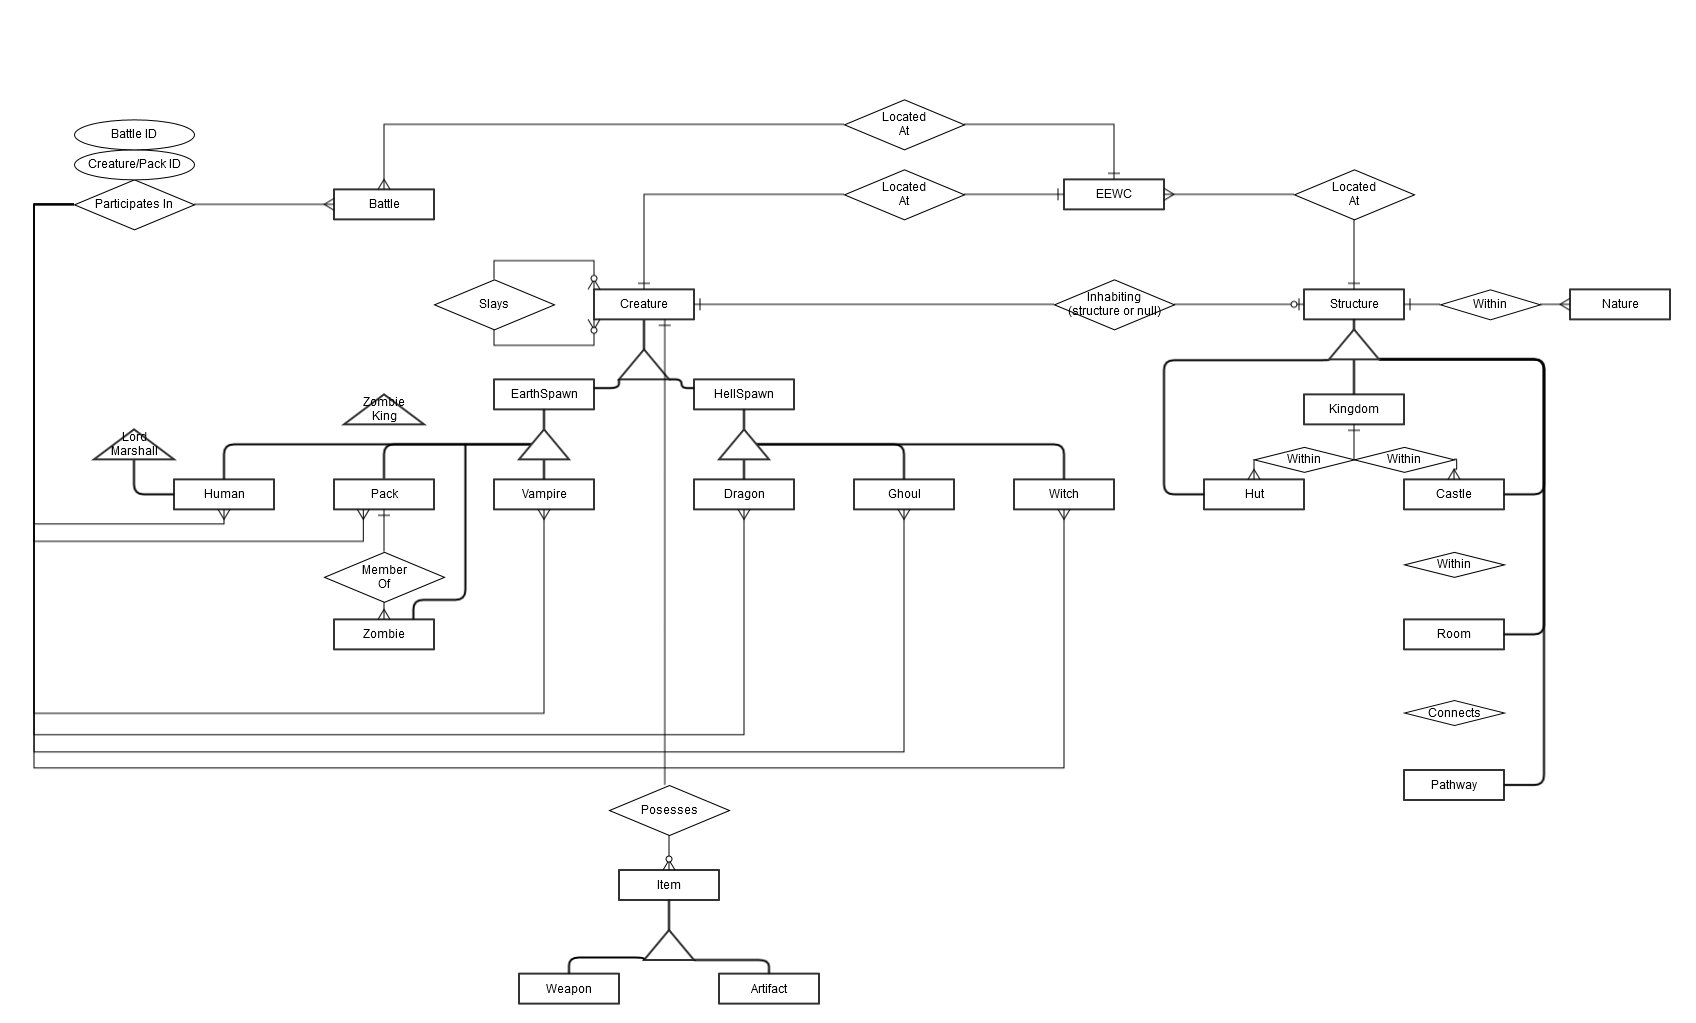 Located
At
Battle ID
Creature/Pack ID
Participates In
Battle
Located
At
EEWC
Located
At
Slays
Creature
Inhabiting
(structure or null)
Structure
Within
Nature
EarthSpawn
HellSpawn
Zombie
King
Kingdom
Lord
Marshall
Within
Within
Human
Pack
Vampire
Dragon
Ghoul
Witch
Hut
Castle
Member
Of
Within
Zombie
Room
Connects
Pathway
Posesses
Item
Weapon
Artifact